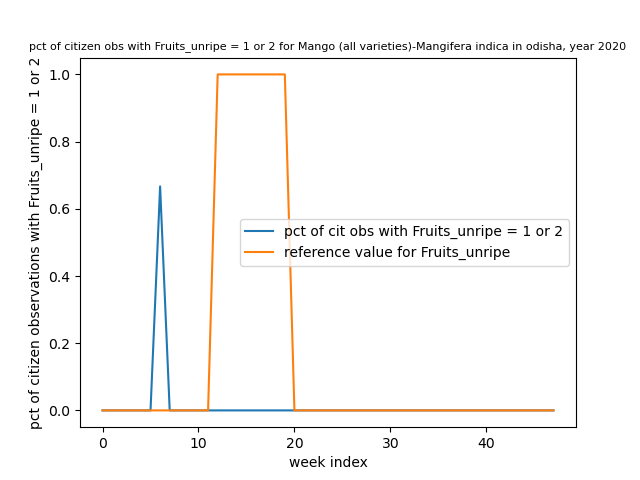 pct of citizen obs with Fruits_unripe = 1 or 2 for Mango (all varieties)-Mangifera indica in odisha, year 2020
pct of citizen observations with Fruits_unripe = 1 or 2
1.0
0.8
0.6
0.4
0.2
0.0
pct of cit obs with Fruits_unripe = 1 or 2
reference value for Fruits_unripe
0 10 20 30 40
week index